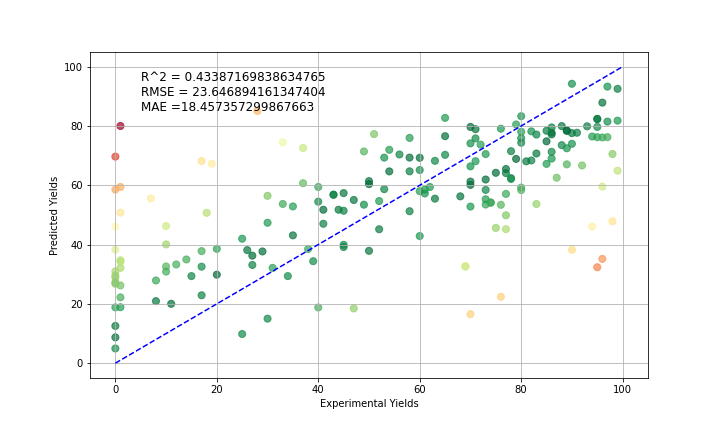 R^2 = 0.43387169838634765
RMSE = 23.646894161347404
MAE =18.457357299867663
100
80
60
40
20
0
Predicted Yields
0
20
40
60
80
100
Experimental Yields